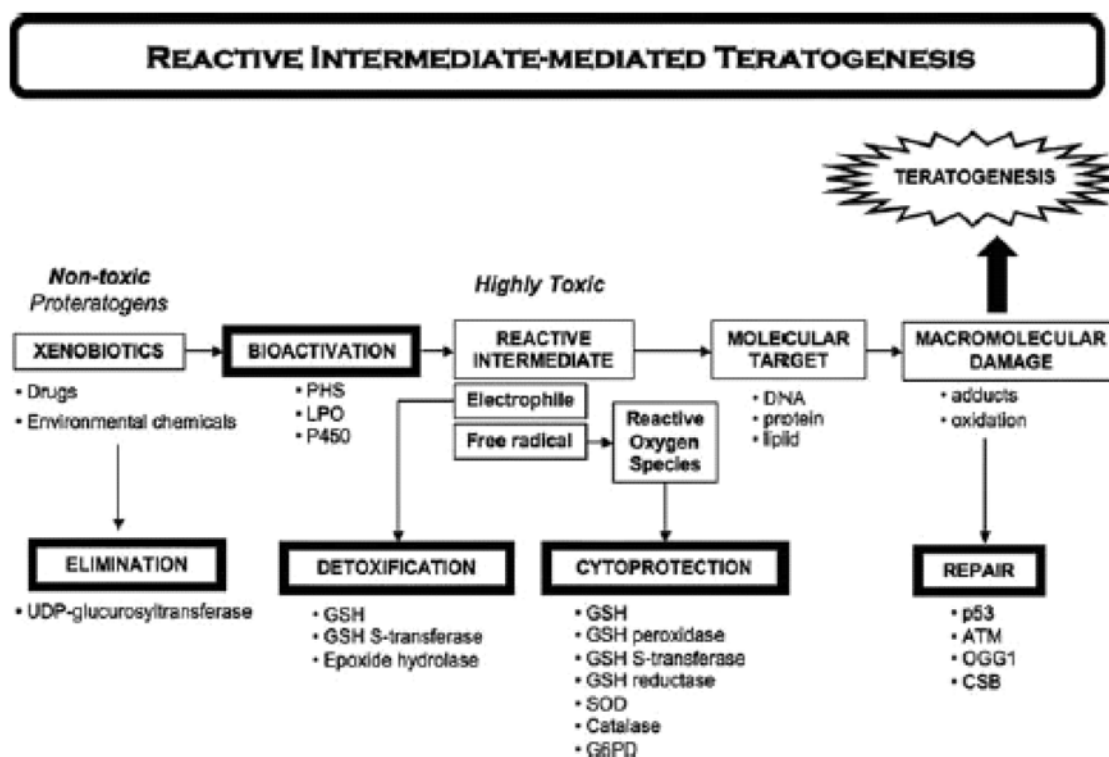 REACTIVE INTERMEDIATE-MEDIATED TERATOGENESIS
TERATOGENESIS
Non-toxic
Proteratogens
Highly Toxic
XENOBIOTICS
BIOACTIVATION
REACTIVE
INTERMEDIATE
MOLECULAR
TARGET
MACROMOLECULAR
DAMAGE
• Drugs
• Environmental chemicals
• PHS
• LPO
• P450
Electrophile
Free radical
Reactive
Oxygen
Species
• DNA
• protein
• liplid
• adducts
• oxidation
ELIMINATION
• UDP-glucurosyltransferase
DETOXIFICATION
• GSH
• GSH S-transferase
• Epoxide hydrolase
CYTOPROTECTION
• GSH
• GSH peroxidase
• GSH S-transferase
• GSH reductase
• SOD
• Catalase
• G6PD
REPAIR
• p53
• ATM
• OGG1
• CSB